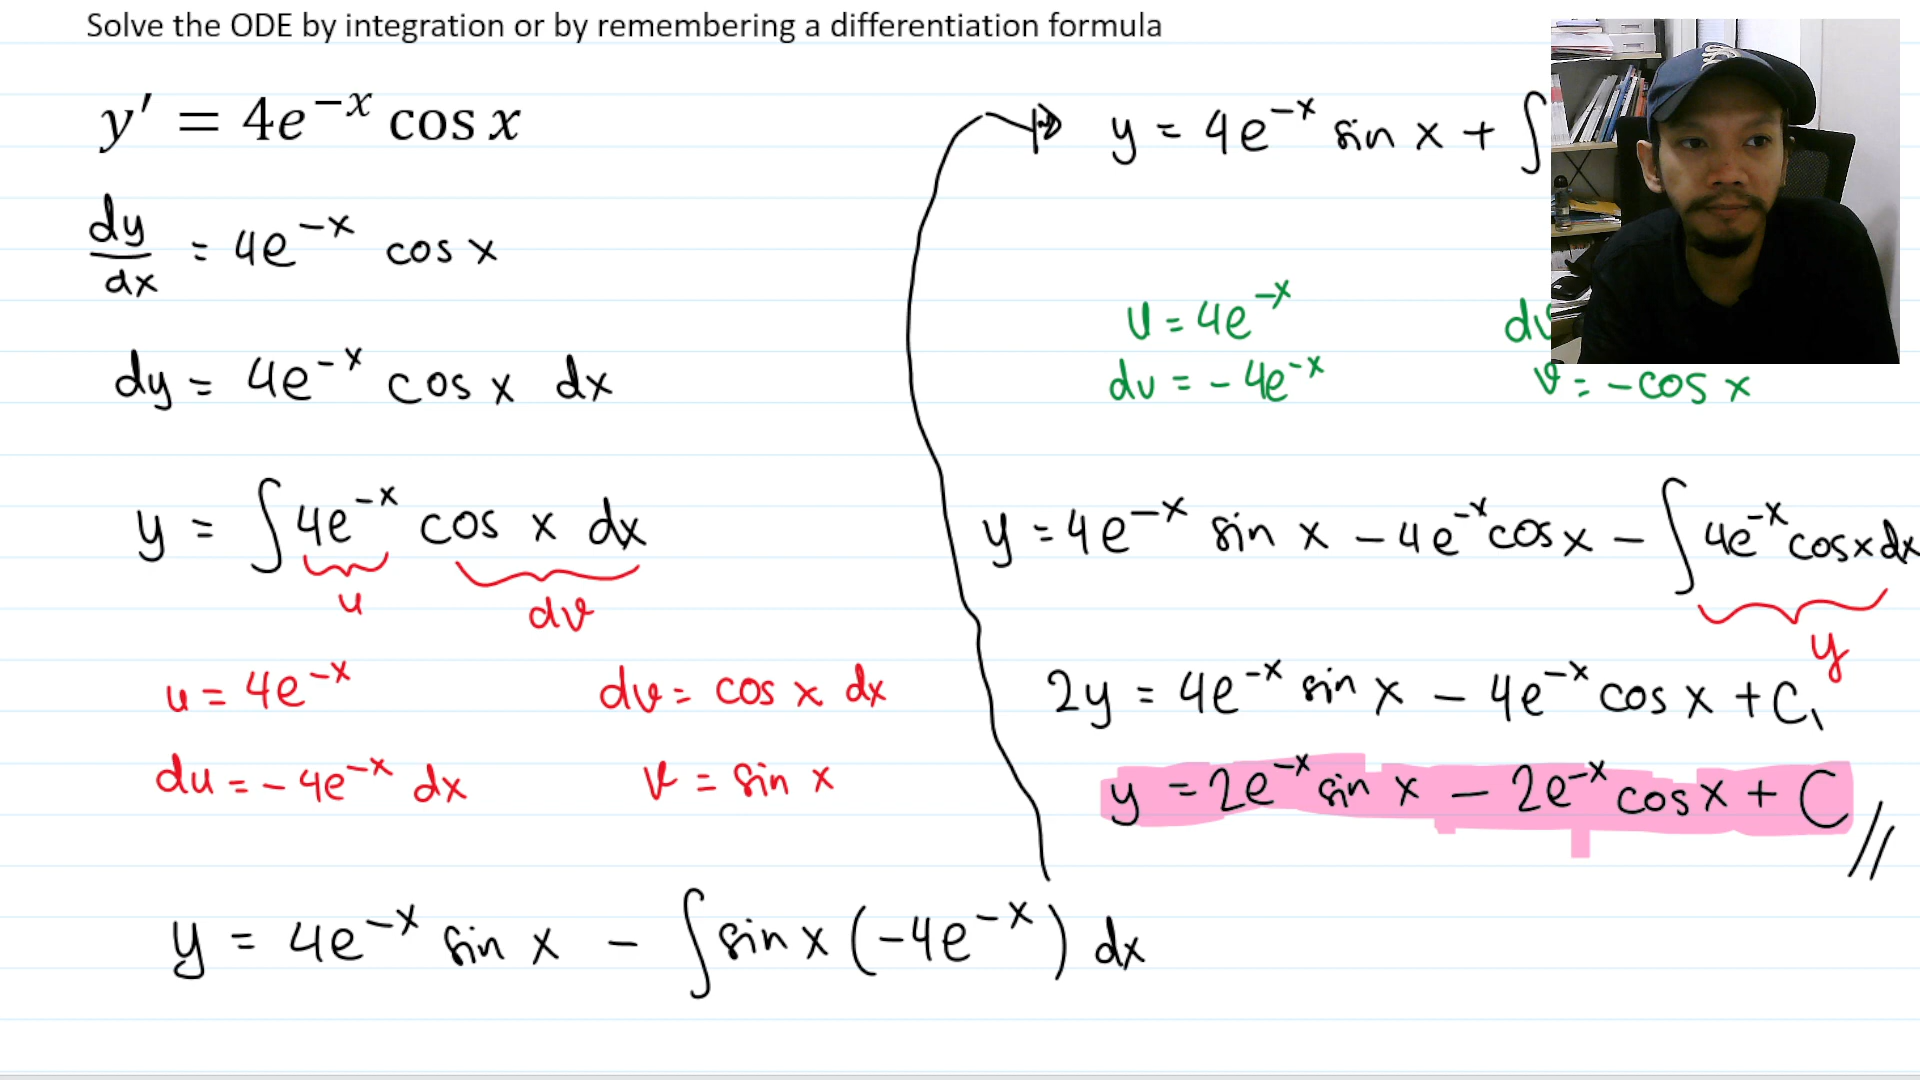 Solve the ODE by integration or by remembering a differentiation formula
y′ = 4e^{−x} cos x
dy/dx = 4e^{−x} cos x
dy = 4e^{−x} cos x dx
y = ∫ 4e^{−x} cos x dx
u dv
u = 4e^{−x} dv = cos x dx
du = −4e^{−x} dx v = sin x
y = 4e^{−x} sin x − ∫ sin x (−4e^{−x}) dx
y = 4e^{−x} sin x + ∫
u = 4e^{−x}
du = −4e^{−x} v = −cos x
y = 4e^{−x} sin x − 4e^{−x} cos x − ∫ 4e^{−x} cos x dx
y
2y = 4e^{−x} sin x − 4e^{−x} cos x + C₁
y = 2e^{−x} sin x − 2e^{−x} cos x + C //